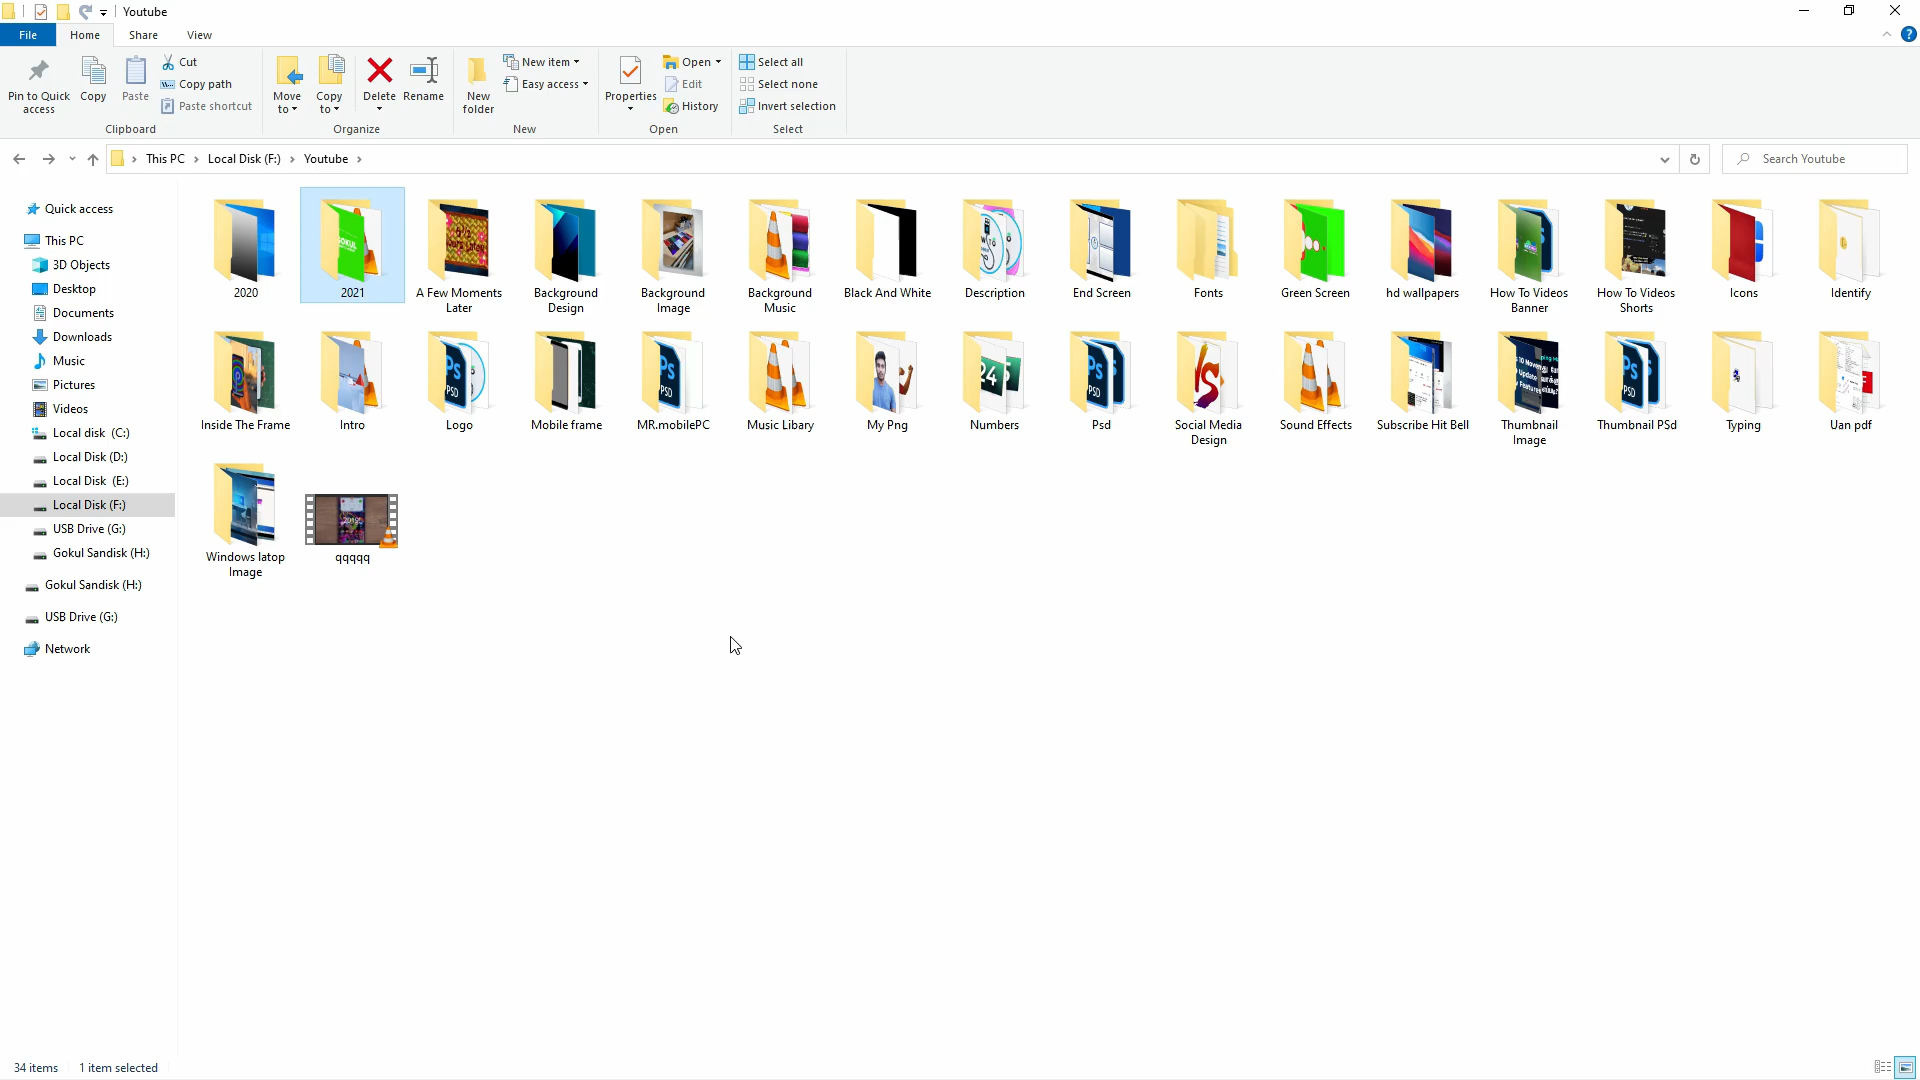 Youtube
File Home Share View
Pin to Quick access
Copy
Paste
Cut
Copy path
Paste shortcut
Clipboard
Move to
Copy to
Delete
Rename
Organize
New folder
New item
Easy access
New
Properties
Open
Edit
History
Open
Select all
Select none
Invert selection
Select
This PC Local Disk (F:) Youtube
Search Youtube
Quick access
This PC
3D Objects
Desktop
Documents
Downloads
Music
Pictures
Videos
Local disk (C:)
Local Disk (D:)
Local Disk (E:)
Local Disk (F:)
USB Drive (G:)
Gokul Sandisk (H:)
Gokul Sandisk (H:)
USB Drive (G:)
Network
2020
2021
A Few Moments Later
Background Design
Background Image
Background Music
Black And White
Description
End Screen
Fonts
Green Screen
hd wallpapers
How To Videos Banner
How To Videos Shorts
Icons
Identify
Inside The Frame
Intro
Logo
Mobile frame
MR.mobilePC
Music Libary
My Png
Numbers
Psd
Social Media Design
Sound Effects
Subscribe Hit Bell
Thumbnail Image
Thumbnail PSd
Typing
Uan pdf
Windows latop Image
qqqqq
34 items 1 item selected